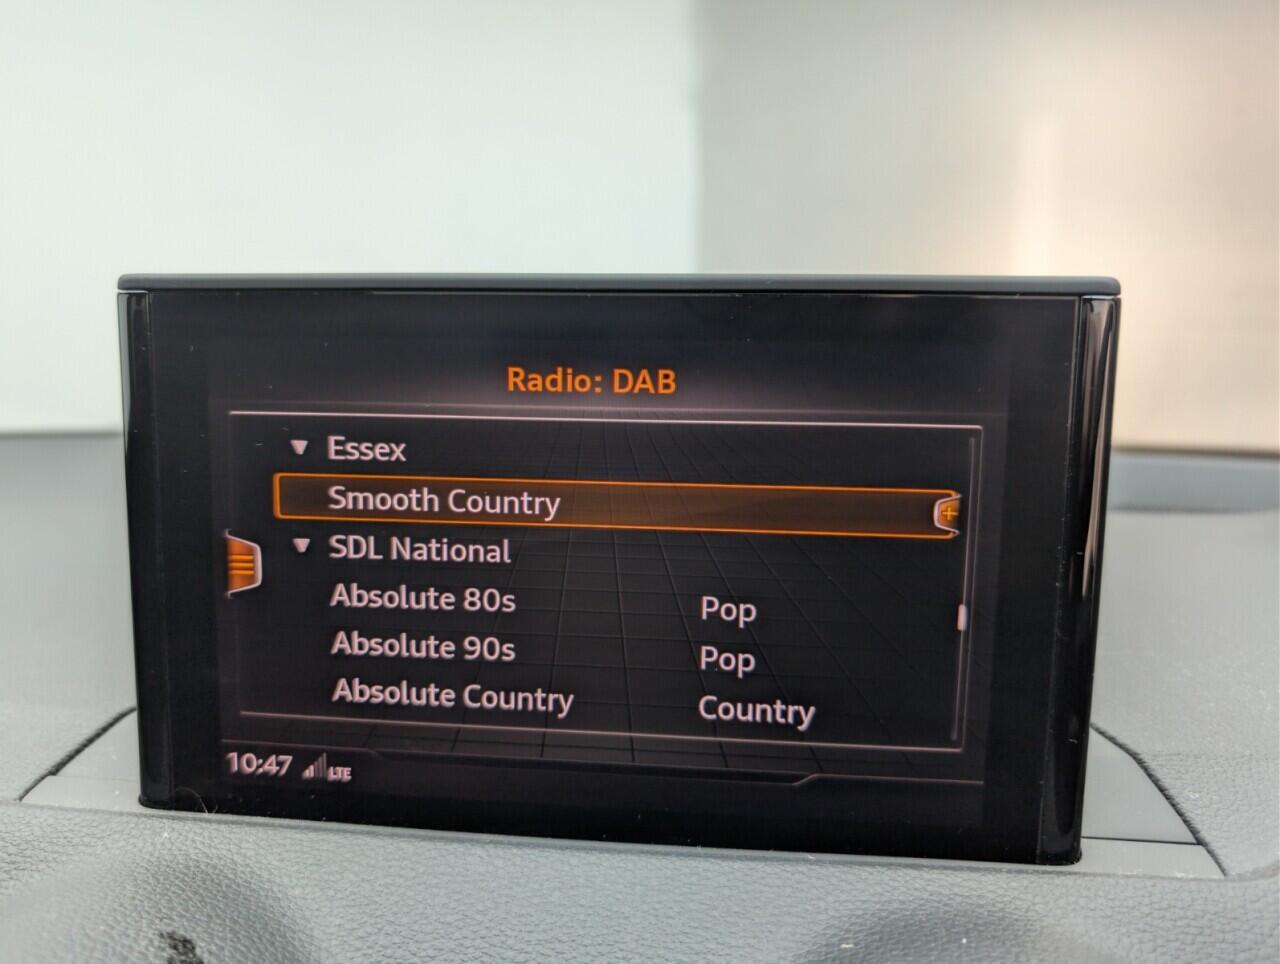 Radio: DAB
Essex
Smooth Country
SDL National
Absolute 80s Pop
Absolute 90s Pop
Absolute Country Country
10:47 LTE